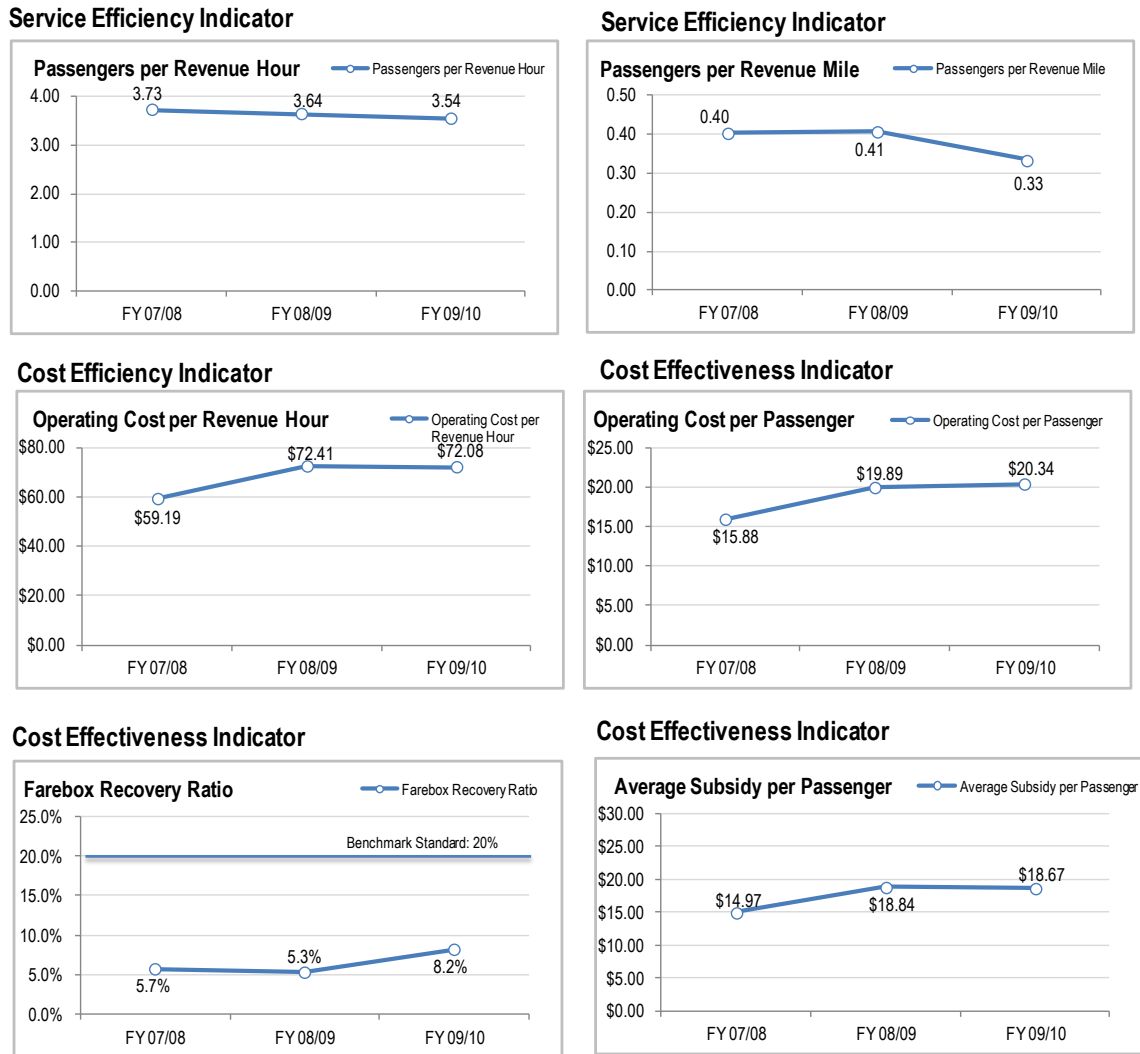 Service Efficiency Indicator
Passengers per Revenue Hour
Passengers per Revenue Hour
4.00
3.00
2.00
1.00
0.00
3.73
3.64
3.54
FY 07/08
FY 08/09
FY 09/10
Service Efficiency Indicator
Passengers per Revenue Mile
Passengers per Revenue Mile
0.50
0.40
0.30
0.20
0.10
0.00
0.40
0.41
0.33
FY 07/08
FY 08/09
FY 09/10
Cost Efficiency Indicator
Operating Cost per Revenue Hour
Operating Cost per
Revenue Hour
$80.00
$60.00
$40.00
$20.00
$0.00
$59.19
$72.41
$72.08
FY 07/08
FY 08/09
FY 09/10
Cost Effectiveness Indicator
Operating Cost per Passenger
Operating Cost per Passenger
$25.00
$20.00
$15.00
$10.00
$5.00
$0.00
$15.88
$19.89
$20.34
FY 07/08
FY 08/09
FY 09/10
Cost Effectiveness Indicator
Farebox Recovery Ratio
Farebox Recovery Ratio
25.0%
20.0%
15.0%
10.0%
5.0%
0.0%
Benchmark Standard: 20%
5.7%
5.3%
8.2%
FY 07/08
FY 08/09
FY 09/10
Cost Effectiveness Indicator
Average Subsidy per Passenger
Average Subsidy per Passenger
$30.00
$25.00
$20.00
$15.00
$10.00
$5.00
$0.00
$14.97
$18.84
$18.67
FY 07/08
FY 08/09
FY 09/10